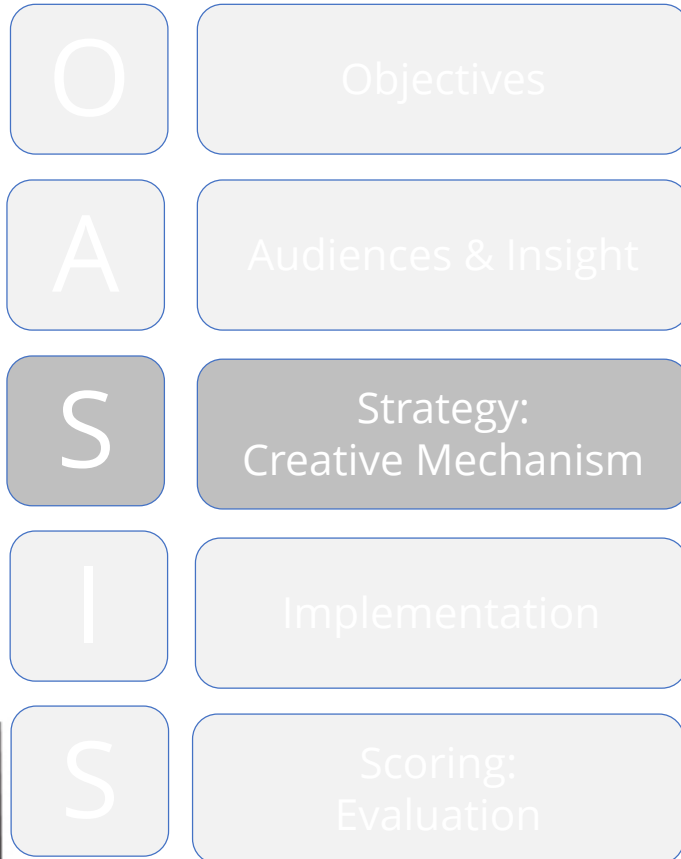 O
Objectives
A
Audiences & Insight
S
Strategy:
Creative Mechanism
I
Implementation
S
Scoring:
Evaluation